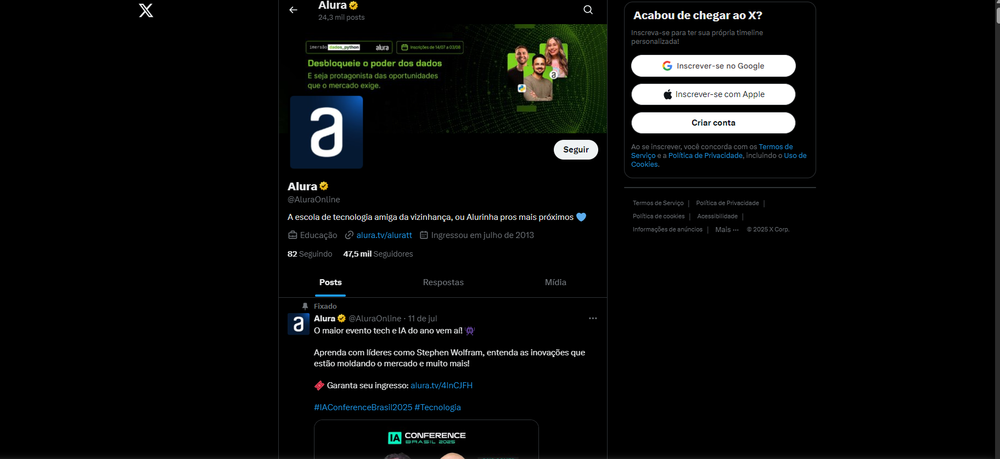 Alura
24,3 mil posts
imersão dados_python alura
Inscrições de 14/07 a 03/08
Desbloqueie o poder dos dados
E seja protagonista das oportunidades
que o mercado exige.
a
a
Seguir
Alura
@AluraOnline
A escola de tecnologia amiga da vizinhança, ou Alurinha pros mais próximos
Educação alura.tv/aluratt Ingressou em julho de 2013
82 Seguindo 47,5 mil Seguidores
Posts Respostas Mídia
Fixado
a
Alura @AluraOnline · 11 de jul
O maior evento tech e IA do ano vem aí!
Aprenda com líderes como Stephen Wolfram, entenda as inovações que
estão moldando o mercado e muito mais!
Garanta seu ingresso: alura.tv/4lnCJFH
#IAConferenceBrasil2025 #Tecnologia
IA CONFERENCE
BRASIL 2025
Acabou de chegar ao X?
Inscreva-se para ter sua própria timeline
personalizada!
Inscrever-se no Google
Inscrever-se com Apple
Criar conta
Ao se inscrever, você concorda com os Termos de
Serviço e a Política de Privacidade, incluindo o Uso de
Cookies.
Termos de Serviço | Política de Privacidade |
Política de cookies | Acessibilidade |
Informações de anúncios | Mais ··· © 2025 X Corp.